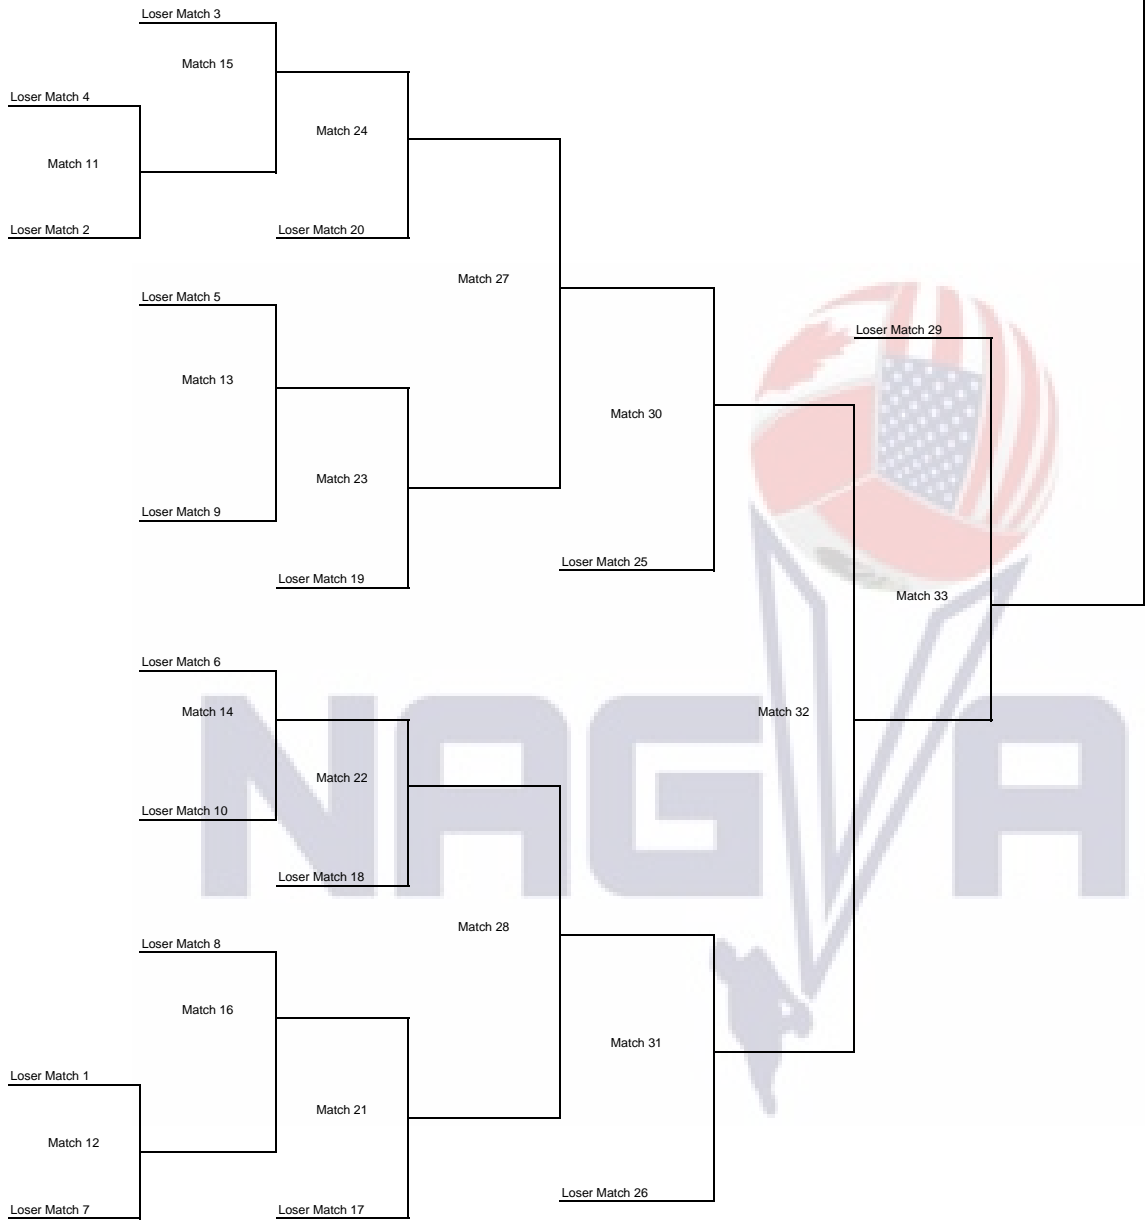 Loser Match 3
Match 15
Loser Match 4
Match 24
Match 11
Loser Match 2
Loser Match 20
Match 27
Loser Match 5
Loser Match 29
Match 13
Match 30
Match 23
Loser Match 9
Loser Match 25
Loser Match 19
Match 33
Loser Match 6
Match 14
Match 32
Match 22
Loser Match 10
Loser Match 18
Match 28
Loser Match 8
Match 16
Match 31
Loser Match 1
Match 21
Match 12
Loser Match 26
Loser Match 7
Loser Match 17
NAGVA